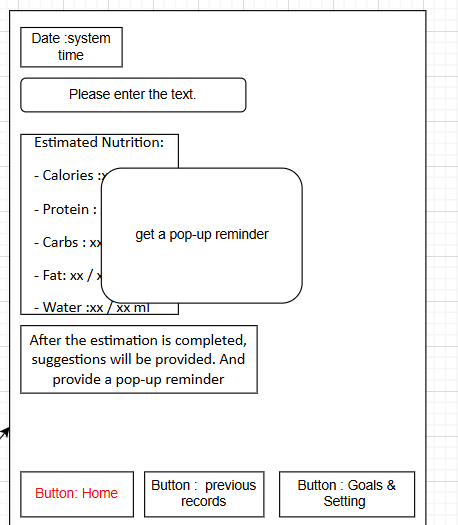 Date :system
time
Please enter the text.
Estimated Nutrition:
- Calories :x
- Protein :
- Carbs : xx
- Fat: xx / x
- Water :xx / xx ml
get a pop-up reminder
After the estimation is completed,
suggestions will be provided. And
provide a pop-up reminder
Button: Home
Button :  previous
records
Button : Goals &
Setting